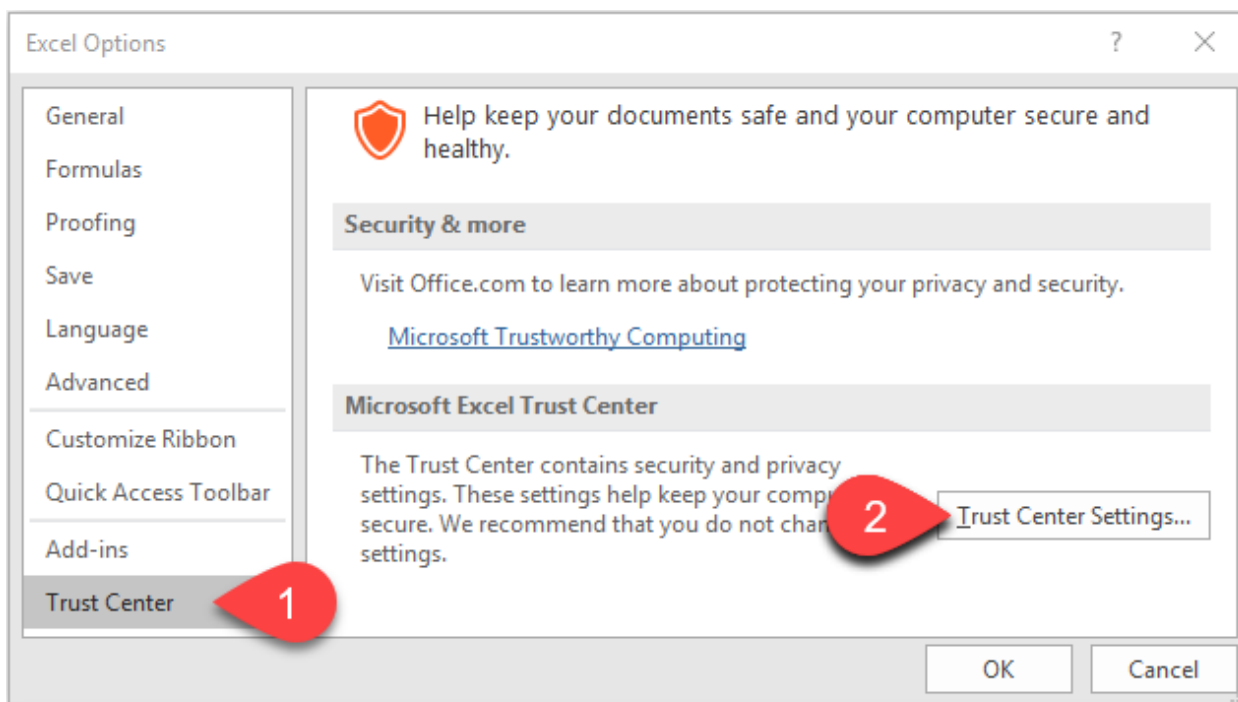 Excel Options
?
General
Formulas
Proofing
Save
Language
Advanced
Customize Ribbon
Quick Access Toolbar
Add-ins
Trust Center
1
Help keep your documents safe and your computer secure and
healthy.
Security & more
Visit Office.com to learn more about protecting your privacy and security.
Microsoft Trustworthy Computing
Microsoft Excel Trust Center
The Trust Center contains security and privacy
settings. These settings help keep your
secure. We recommend that you do not
settings.
2
Trust Center Settings...
OK
Cancel